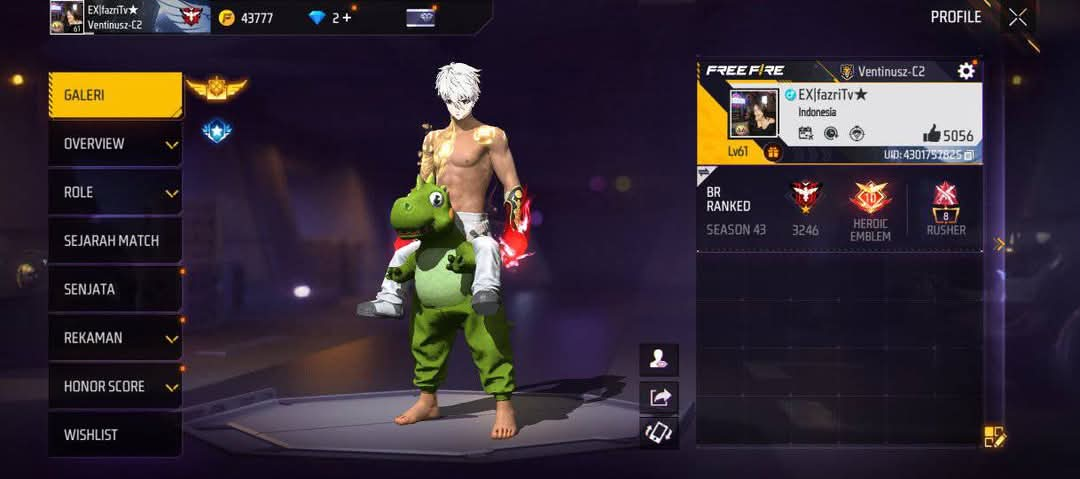 EX|fazriTv★
Ventinusz-C2
61
43777
2+
PROFILE
GALERI
OVERVIEW
ROLE
SEJARAH MATCH
SENJATA
REKAMAN
HONOR SCORE
WISHLIST
FREE FIRE
Ventinusz-C2
EX|fazriTv★
Indonesia
5056
Lv61
UID: 4301757825
BR
RANKED
SEASON 43
3246
HEROIC
EMBLEM
8
RUSHER